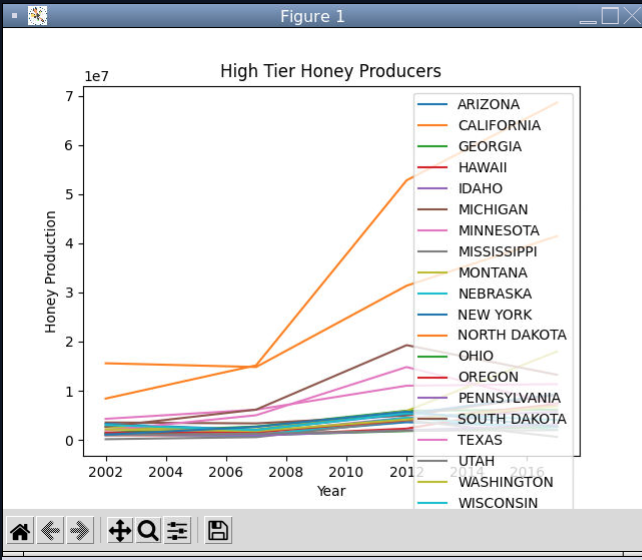 Figure 1
High Tier Honey Producers
1e7
7
6
5
4
3
2
1
0
Honey Production
2002 2004 2006 2008 2010 2012 2014 2016
Year
ARIZONA
CALIFORNIA
GEORGIA
HAWAII
IDAHO
MICHIGAN
MINNESOTA
MISSISSIPPI
MONTANA
NEBRASKA
NEW YORK
NORTH DAKOTA
OHIO
OREGON
PENNSYLVANIA
SOUTH DAKOTA
TEXAS
UTAH
WASHINGTON
WISCONSIN